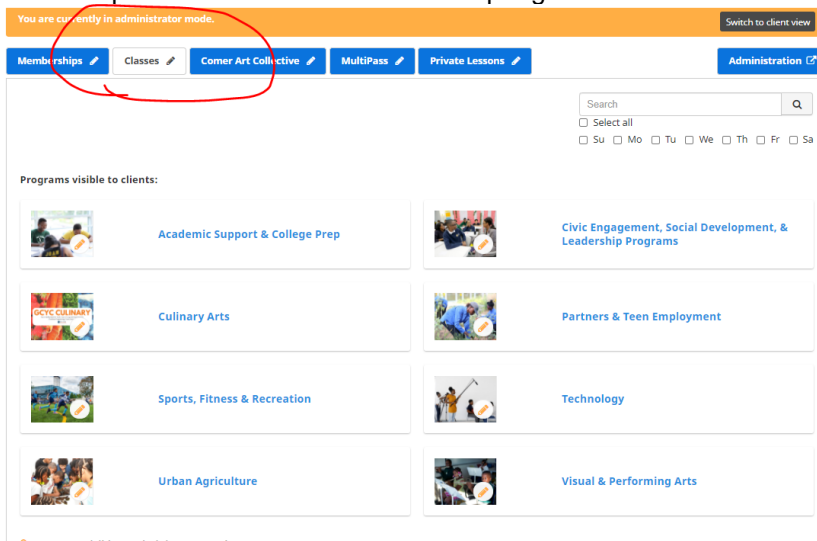 You are currently in administrator mode.
Switch to client view
Memberships
Classes
Comer Art Collective
MultiPass
Private Lessons
Administration
Search
Select all
Su Mo Tu We Th Fr Sa
Programs visible to clients:
Academic Support & College Prep
Civic Engagement, Social Development, &
Leadership Programs
GCYC CULINARY
Culinary Arts
Partners & Teen Employment
Sports, Fitness & Recreation
Technology
Urban Agriculture
Visual & Performing Arts